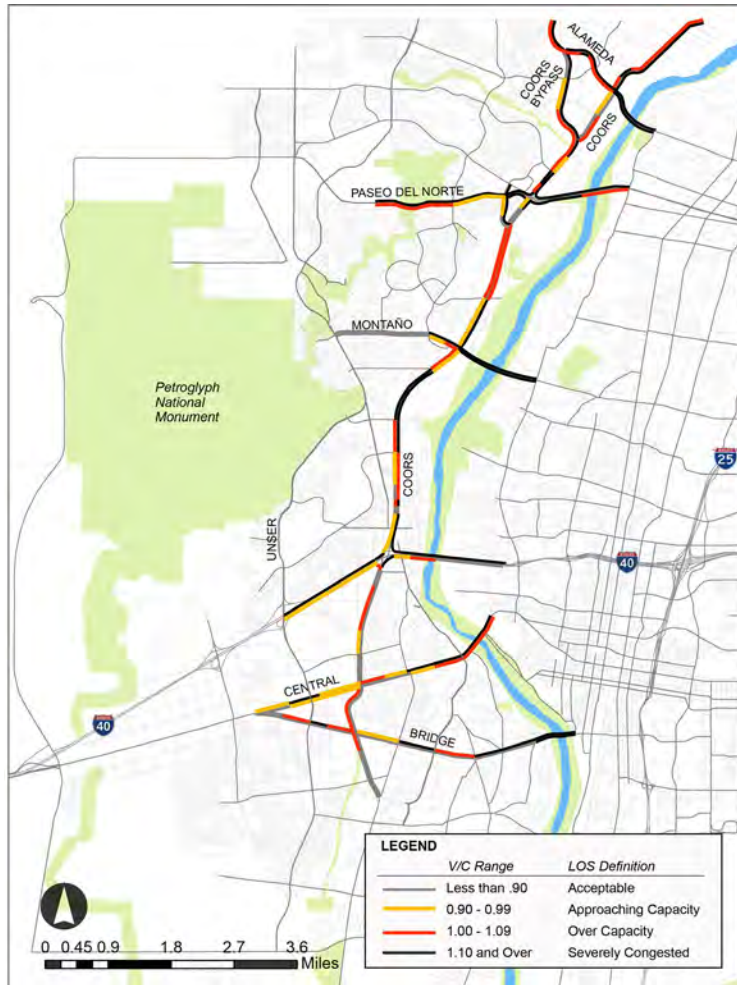 ALAMEDA
COORS
BYPASS
COORS
PASEO DEL NORTE
MONTAÑO
Petroglyph
National
Monument
COORS
25
UNSER
40
CENTRAL
40
BRIDGE
LEGEND
V/C Range LOS Definition
Less than .90 Acceptable
0.90 - 0.99 Approaching Capacity
1.00 - 1.09 Over Capacity
1.10 and Over Severely Congested
0 0.45 0.9 1.8 2.7 3.6
Miles